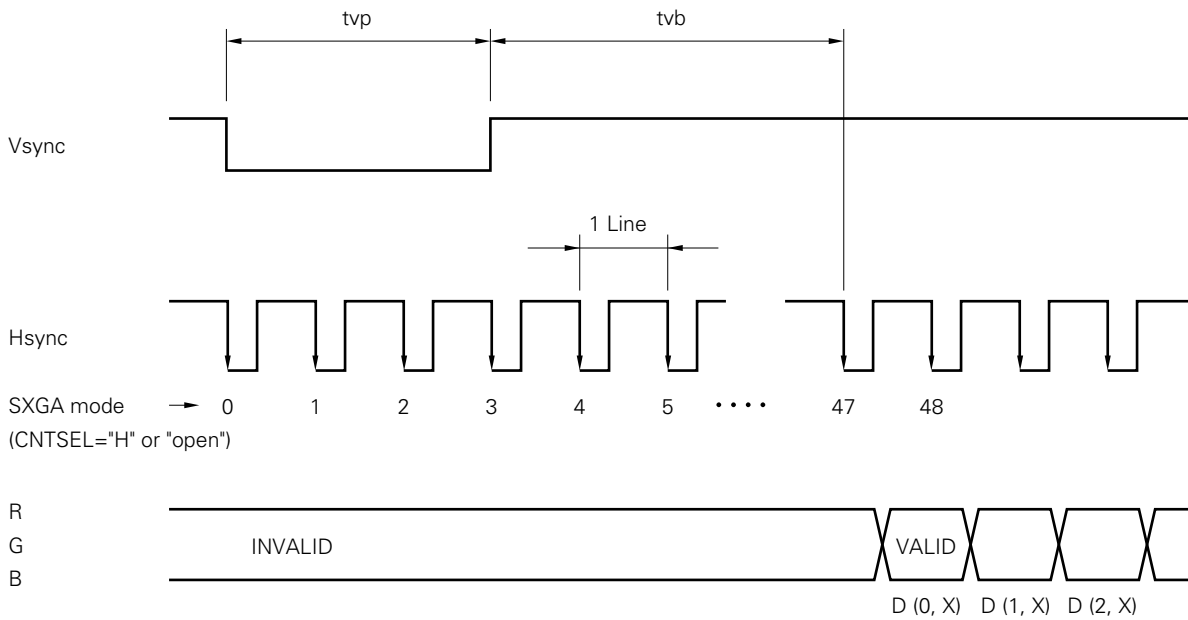 tvp tvb
Vsync
1 Line
Hsync
SXGA mode 0 1 2 3 4 5 •••• 47 48
(CNTSEL="H" or "open")
R
G INVALID VALID
B
D (0, X) D (1, X) D (2, X)